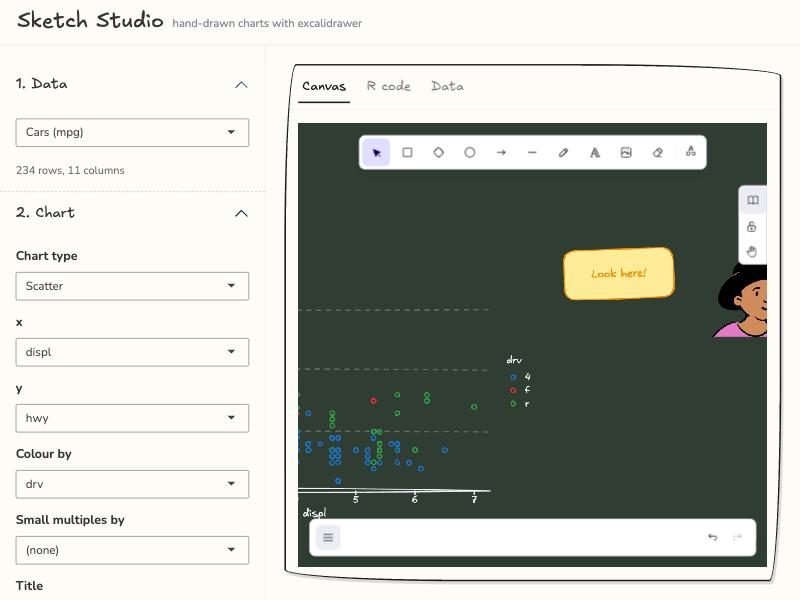 Sketch Studio hand-drawn charts with excalidrawer
1. Data
Cars (mpg)
234 rows, 11 columns
2. Chart
Chart type
Scatter
x
displ
y
hwy
Colour by
drv
Small multiples by
(none)
Title
Canvas R code Data
A
Look here!
drv
4
f
r
5 6 7
displ